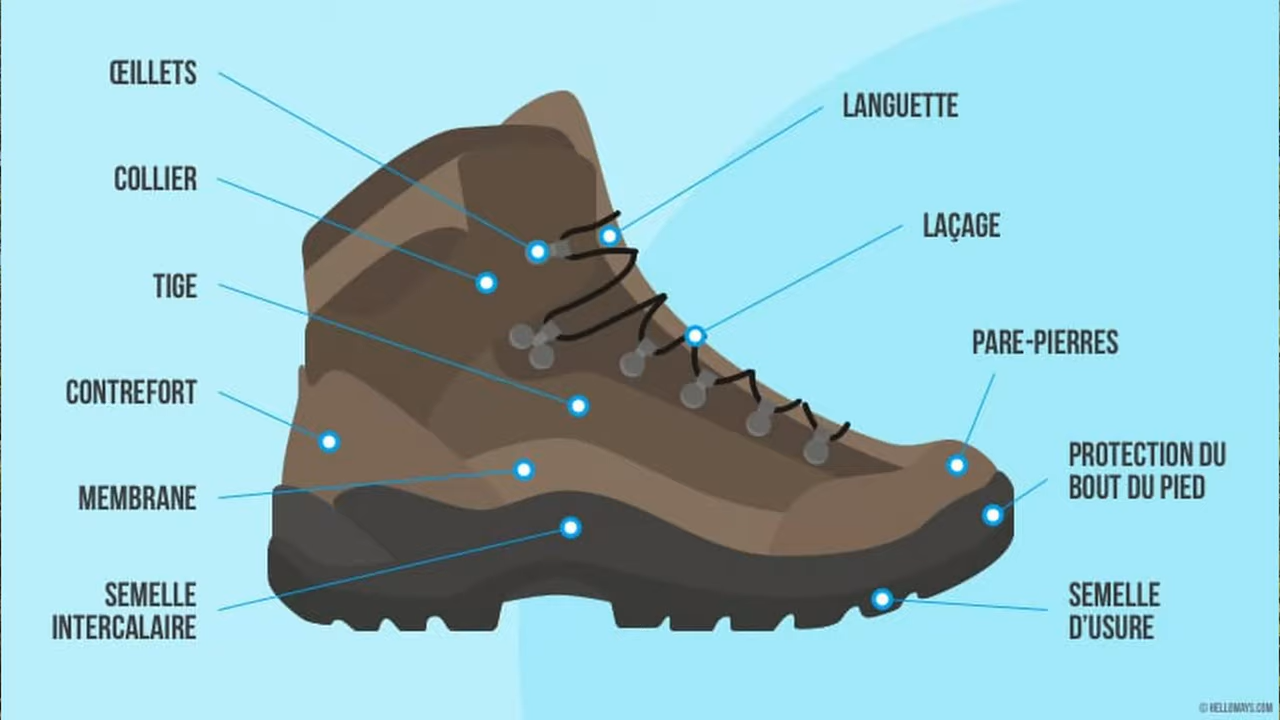 ŒILLETS
COLLIER
TIGE
CONTREFORT
MEMBRANE
SEMELLE
INTERCALAIRE
LANGUETTE
LAÇAGE
PARE-PIERRES
PROTECTION DU
BOUT DU PIED
SEMELLE
D'USURE
© HELLOWAYS.COM